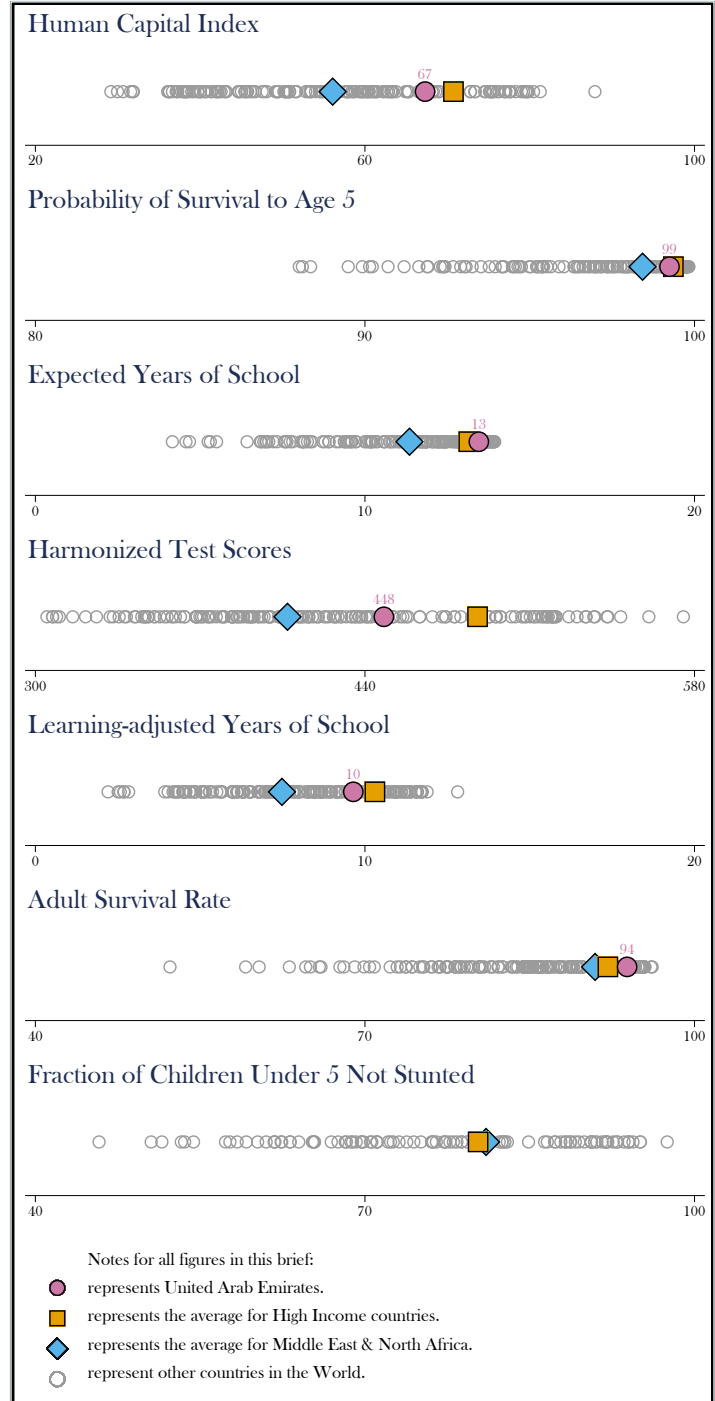 Human Capital Index
67
20 60 100
Probability of Survival to Age 5
99
80 90 100
Expected Years of School
13
0 10 20
Harmonized Test Scores
448
300 440 580
Learning-adjusted Years of School
10
0 10 20
Adult Survival Rate
94
40 70 100
Fraction of Children Under 5 Not Stunted
40 70 100
Notes for all figures in this brief:
represents United Arab Emirates.
represents the average for High Income countries.
represents the average for Middle East & North Africa.
represent other countries in the World.